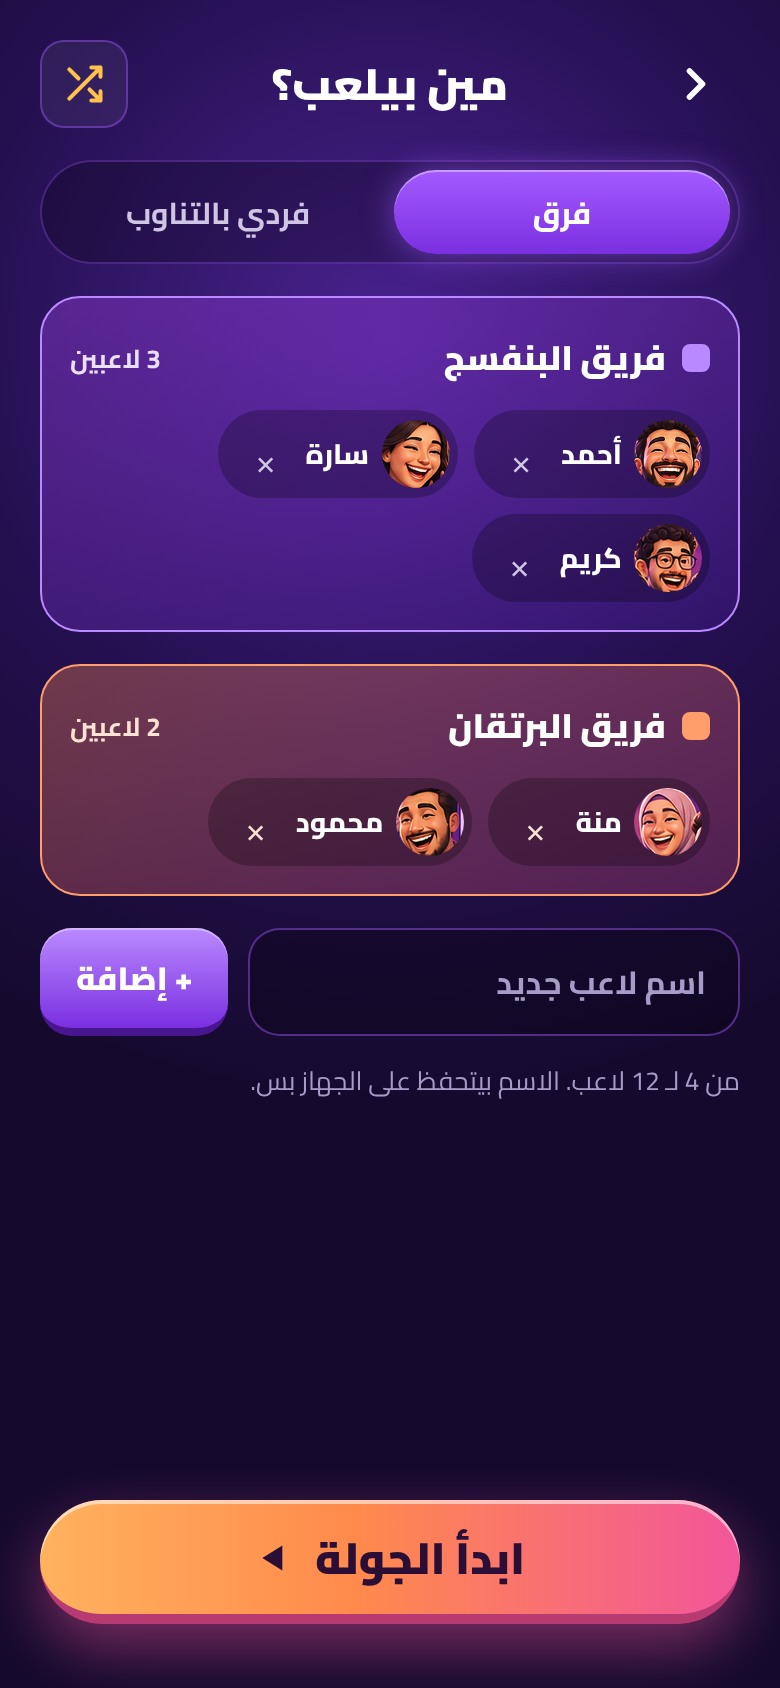 مين بيلعب؟
فرق
فردي بالتناوب
فريق البنفسج
3 لاعبين
أحمد ×
سارة ×
كريم ×
فريق البرتقان
2 لاعبين
منة ×
محمود ×
اسم لاعب جديد
+ إضافة
من 4 لـ 12 لاعب. الاسم بيتحفظ على الجهاز بس.
ابدأ الجولة